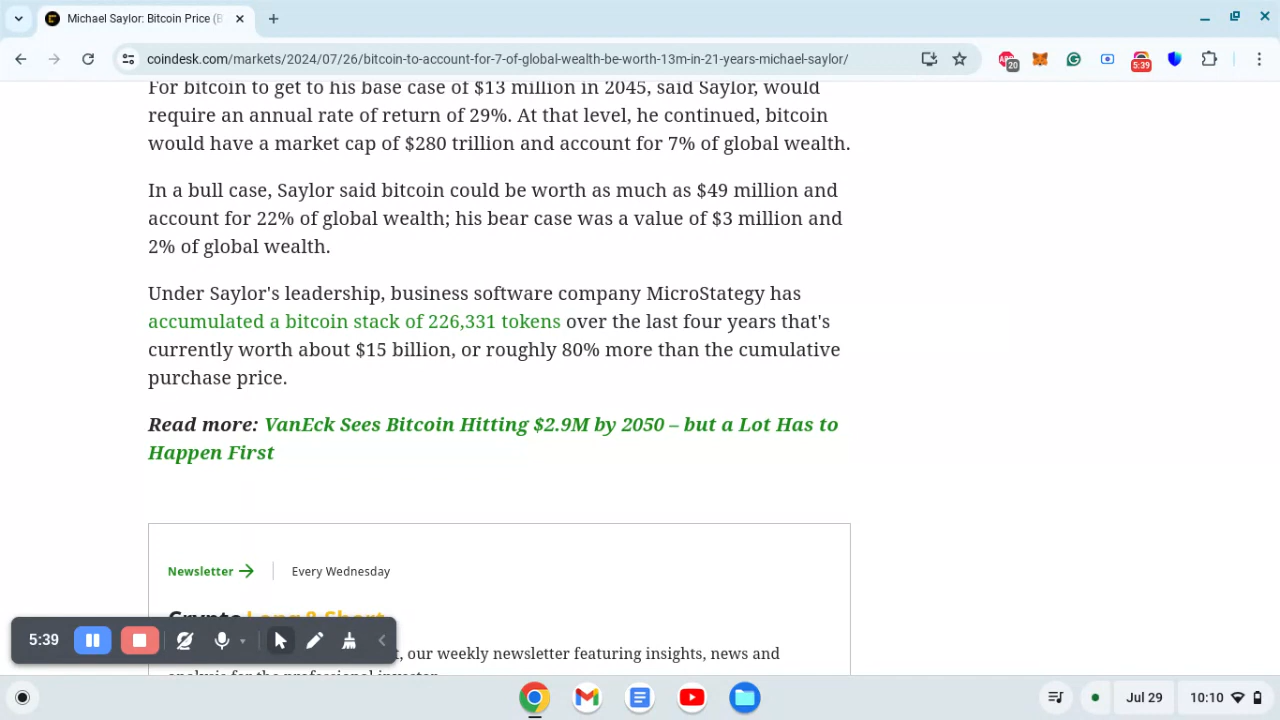 Michael Saylor: Bitcoin Price (B
coindesk.com/markets/2024/07/26/bitcoin-to-account-for-7-of-global-wealth-be-worth-13m-in-21-years-michael-saylor/
20
5:39
For bitcoin to get to his base case of $13 million in 2045, said Saylor, would
require an annual rate of return of 29%. At that level, he continued, bitcoin
would have a market cap of $280 trillion and account for 7% of global wealth.
In a bull case, Saylor said bitcoin could be worth as much as $49 million and
account for 22% of global wealth; his bear case was a value of $3 million and
2% of global wealth.
Under Saylor's leadership, business software company MicroStategy has
accumulated a bitcoin stack of 226,331 tokens over the last four years that's
currently worth about $15 billion, or roughly 80% more than the cumulative
purchase price.
Read more: VanEck Sees Bitcoin Hitting $2.9M by 2050 – but a Lot Has to
Happen First
Newsletter
Every Wednesday
Crypto Long & Short
, our weekly newsletter featuring insights, news and
analysis for the professional investor
5:39
Jul 29
10:10